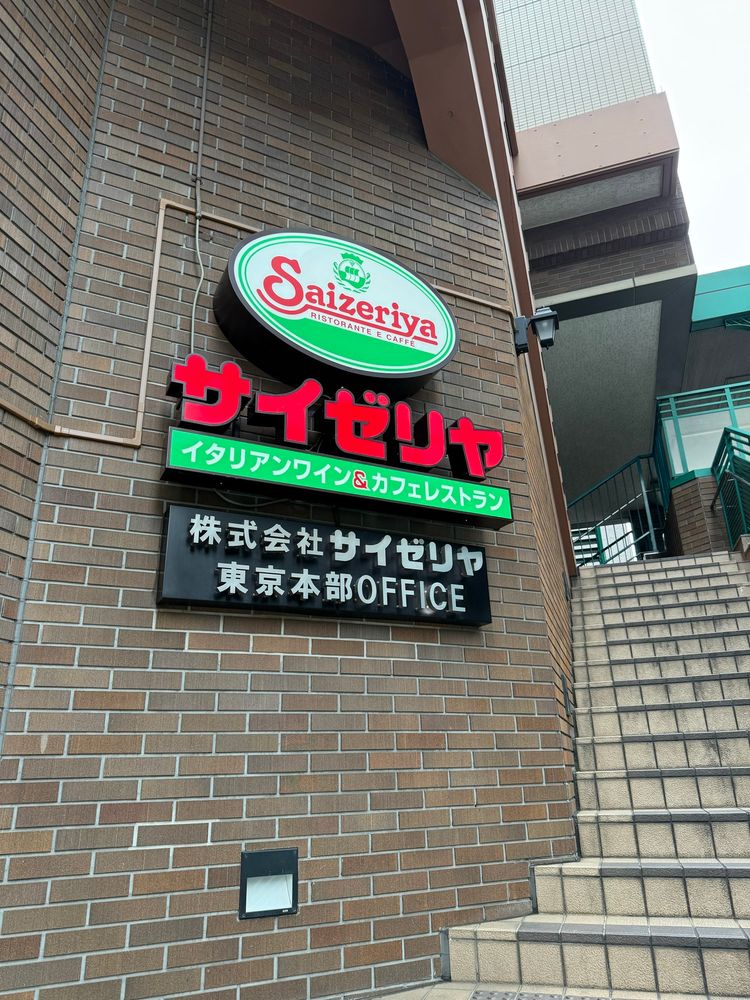 Saizeriya
RISTORANTE E CAFFÉ
サイゼリヤ
イタリアンワイン&カフェレストラン
株式会社サイゼリヤ
東京本部OFFICE